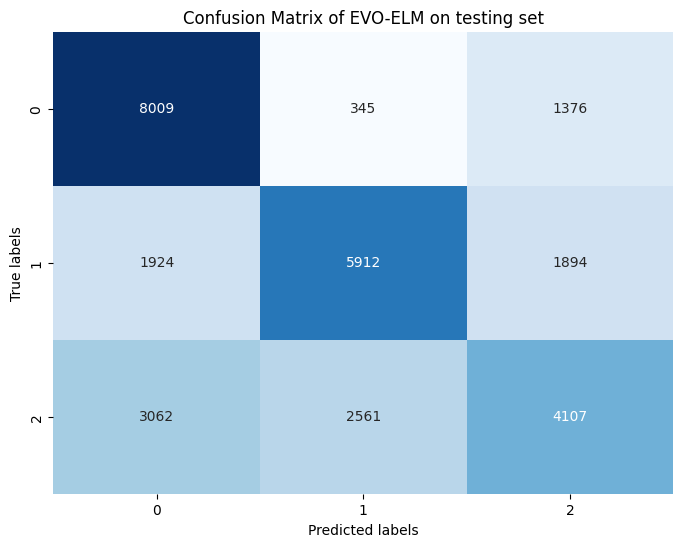 Confusion Matrix of EVO-ELM on testing set
True labels
0
8009 345 1376
1
1924 5912 1894
2
3062 2561 4107
0 1 2
Predicted labels